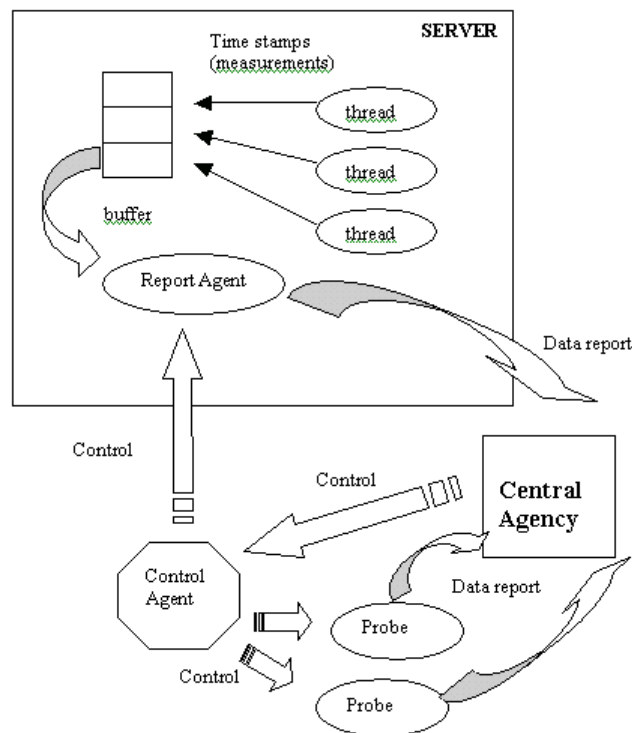 SERVER
Time stamps
(measurements)
thread
thread
thread
buffer
Report Agent
Data report
Control
Control
Central
Agency
Control
Agent
Data report
Probe
Control
Probe